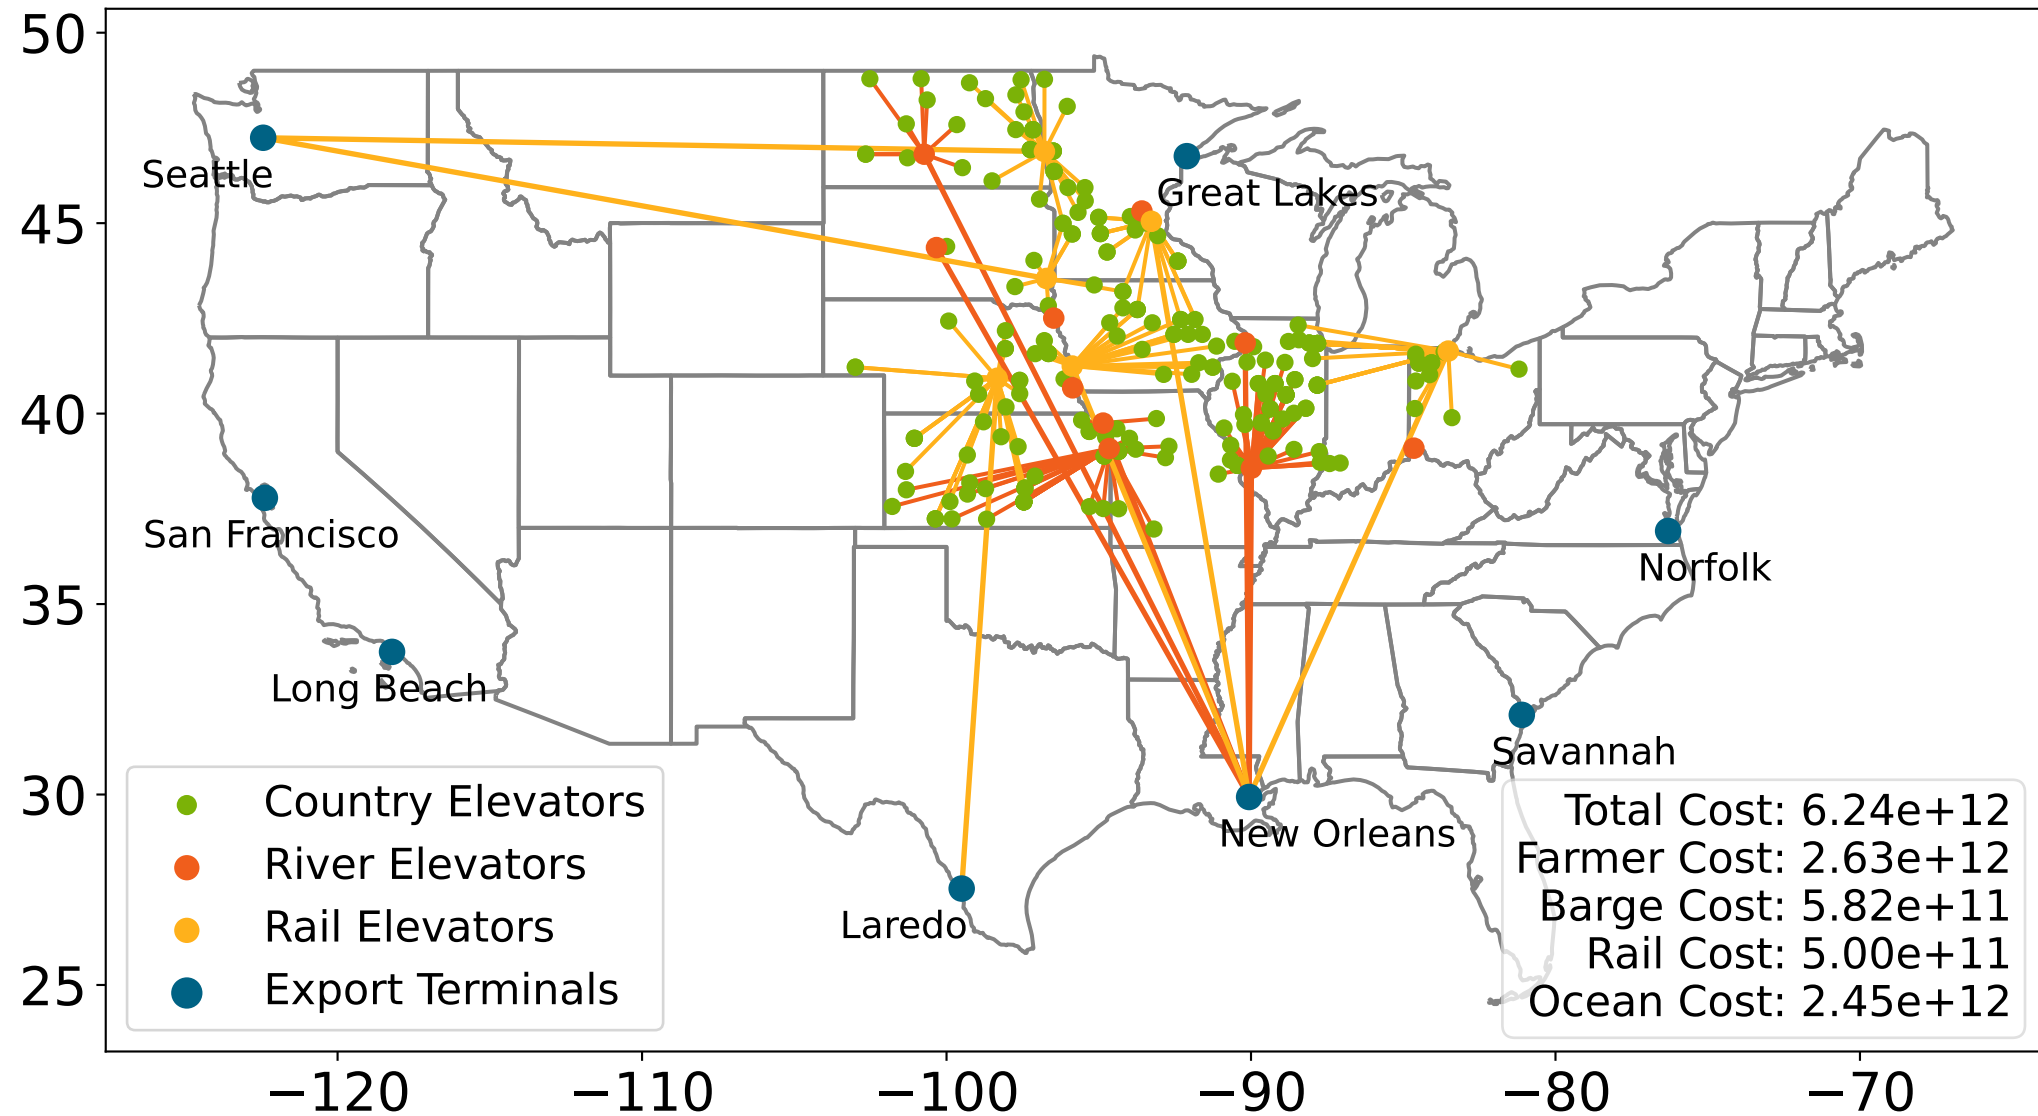 50
45
40
35
30
25
−120
−110
−100
−90
−80
−70
Seattle
Great Lakes
San Francisco
Norfolk
Long Beach
Savannah
New Orleans
Laredo
Country Elevators
River Elevators
Rail Elevators
Export Terminals
Total Cost: 6.24e+12
Farmer Cost: 2.63e+12
Barge Cost: 5.82e+11
Rail Cost: 5.00e+11
Ocean Cost: 2.45e+12